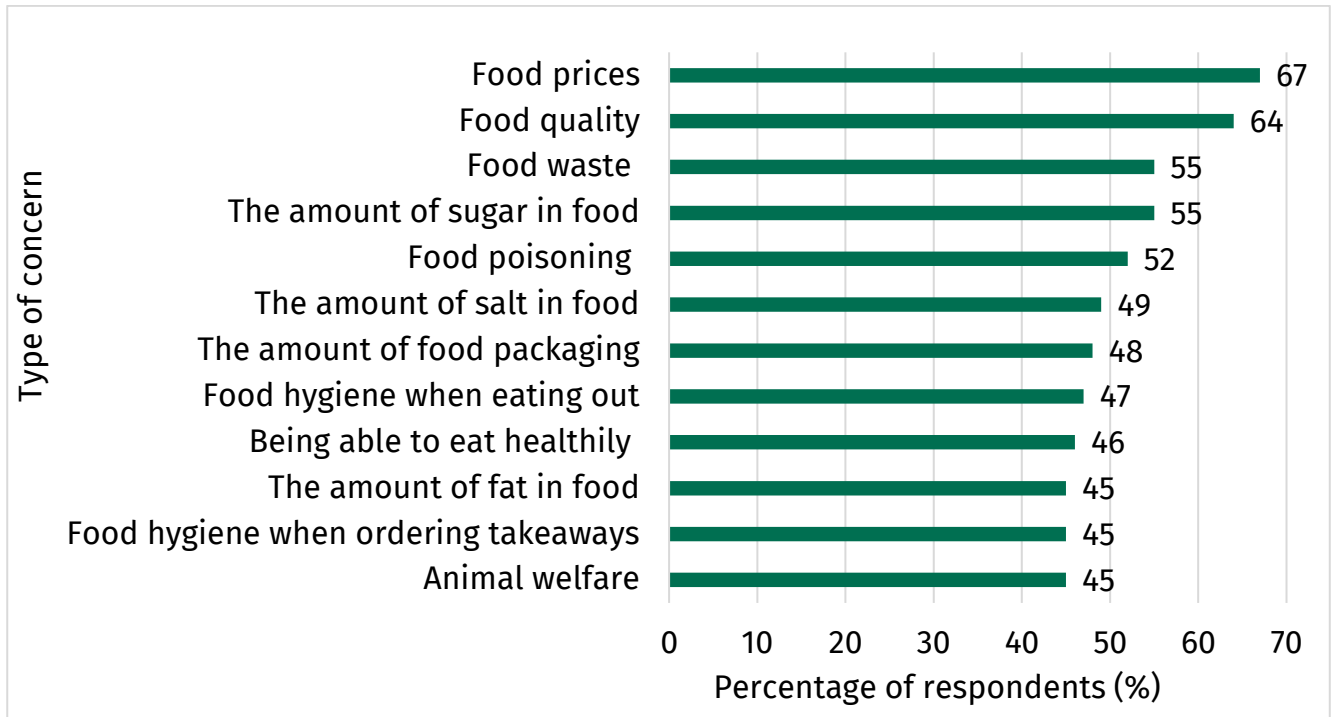 Type of concern
Food prices 67
Food quality 64
Food waste 55
The amount of sugar in food 55
Food poisoning 52
The amount of salt in food 49
The amount of food packaging 48
Food hygiene when eating out 47
Being able to eat healthily 46
The amount of fat in food 45
Food hygiene when ordering takeaways 45
Animal welfare 45
0 10 20 30 40 50 60 70
Percentage of respondents (%)